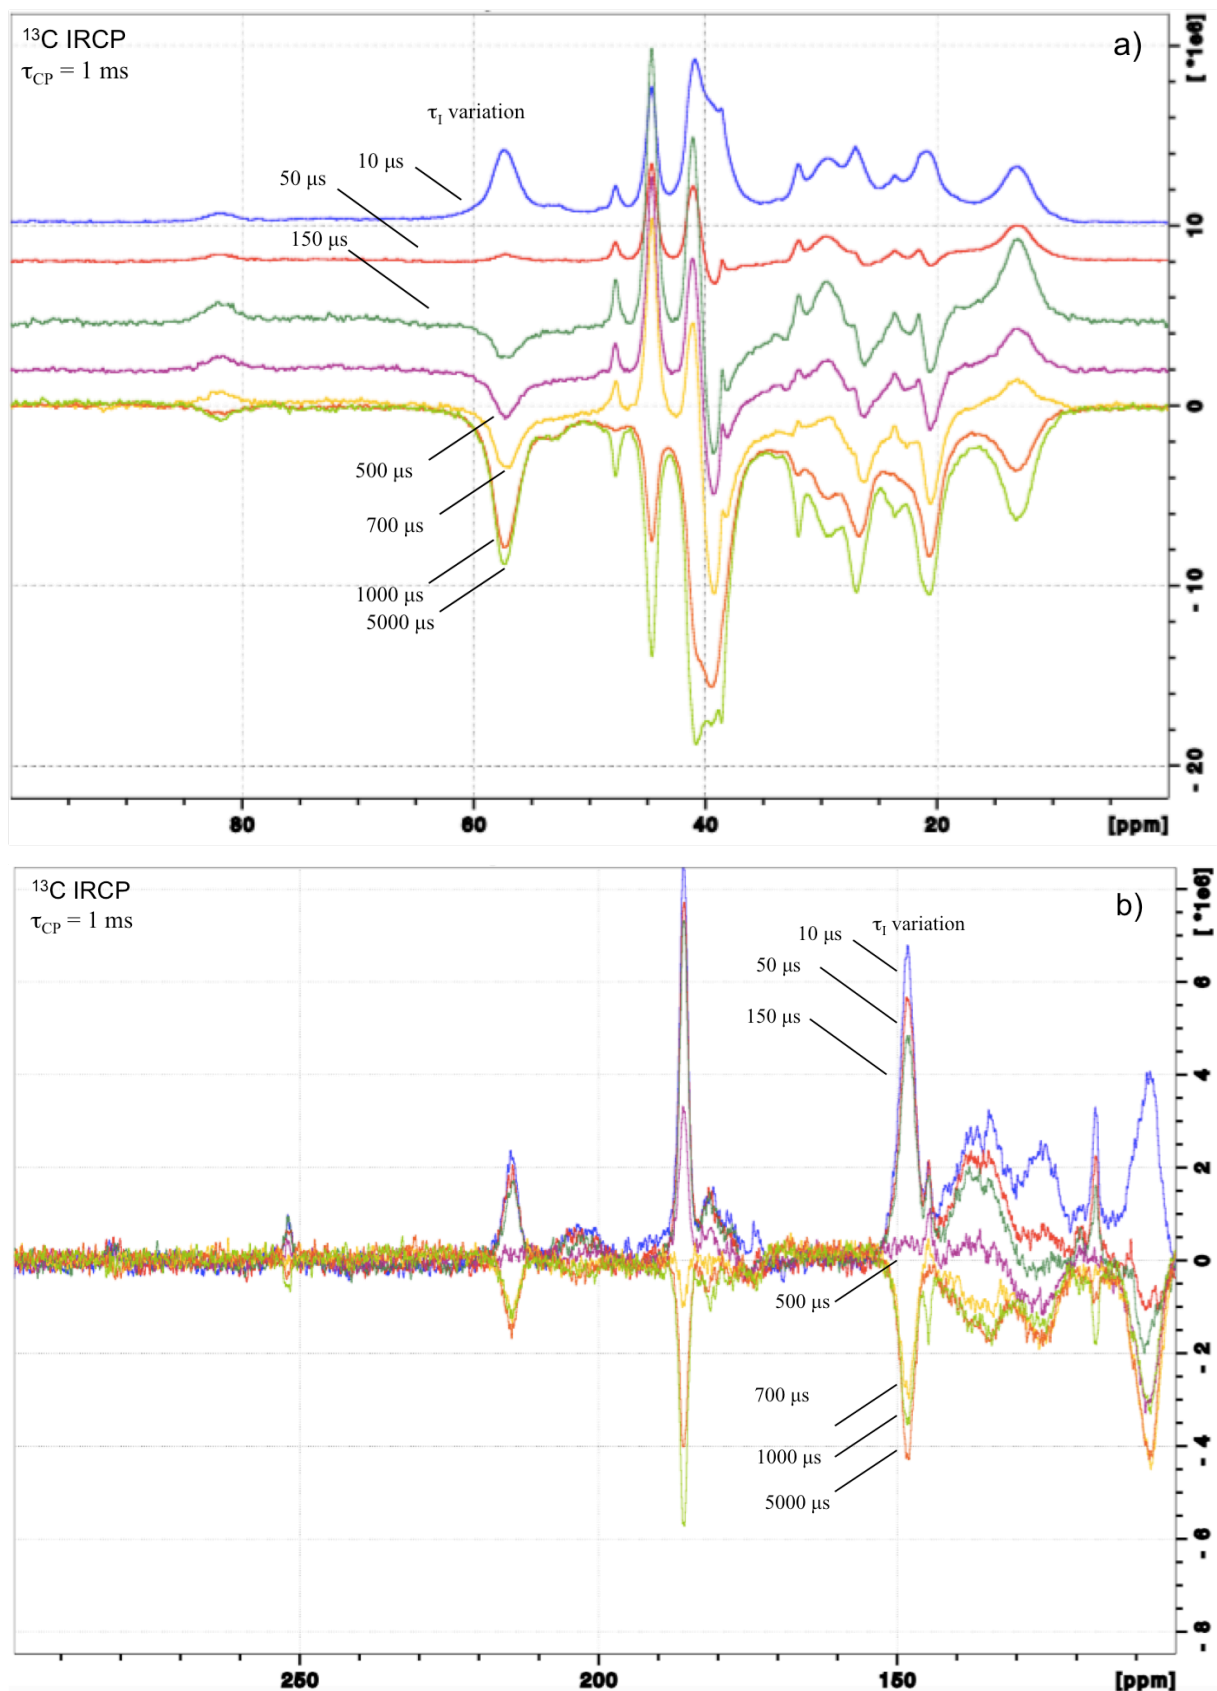 ¹³C IRCP
τCP = 1 ms
a)
[ *1e6]
τI variation
10 μs
50 μs
150 μs
500 μs
700 μs
1000 μs
5000 μs
10
0
- 10
- 20
80
60
40
20
[ppm]
¹³C IRCP
τCP = 1 ms
b)
[ *1e6]
τI variation
10 μs
50 μs
150 μs
500 μs
700 μs
1000 μs
5000 μs
6
4
2
0
- 2
- 4
- 6
- 8
250
200
150
[ppm]